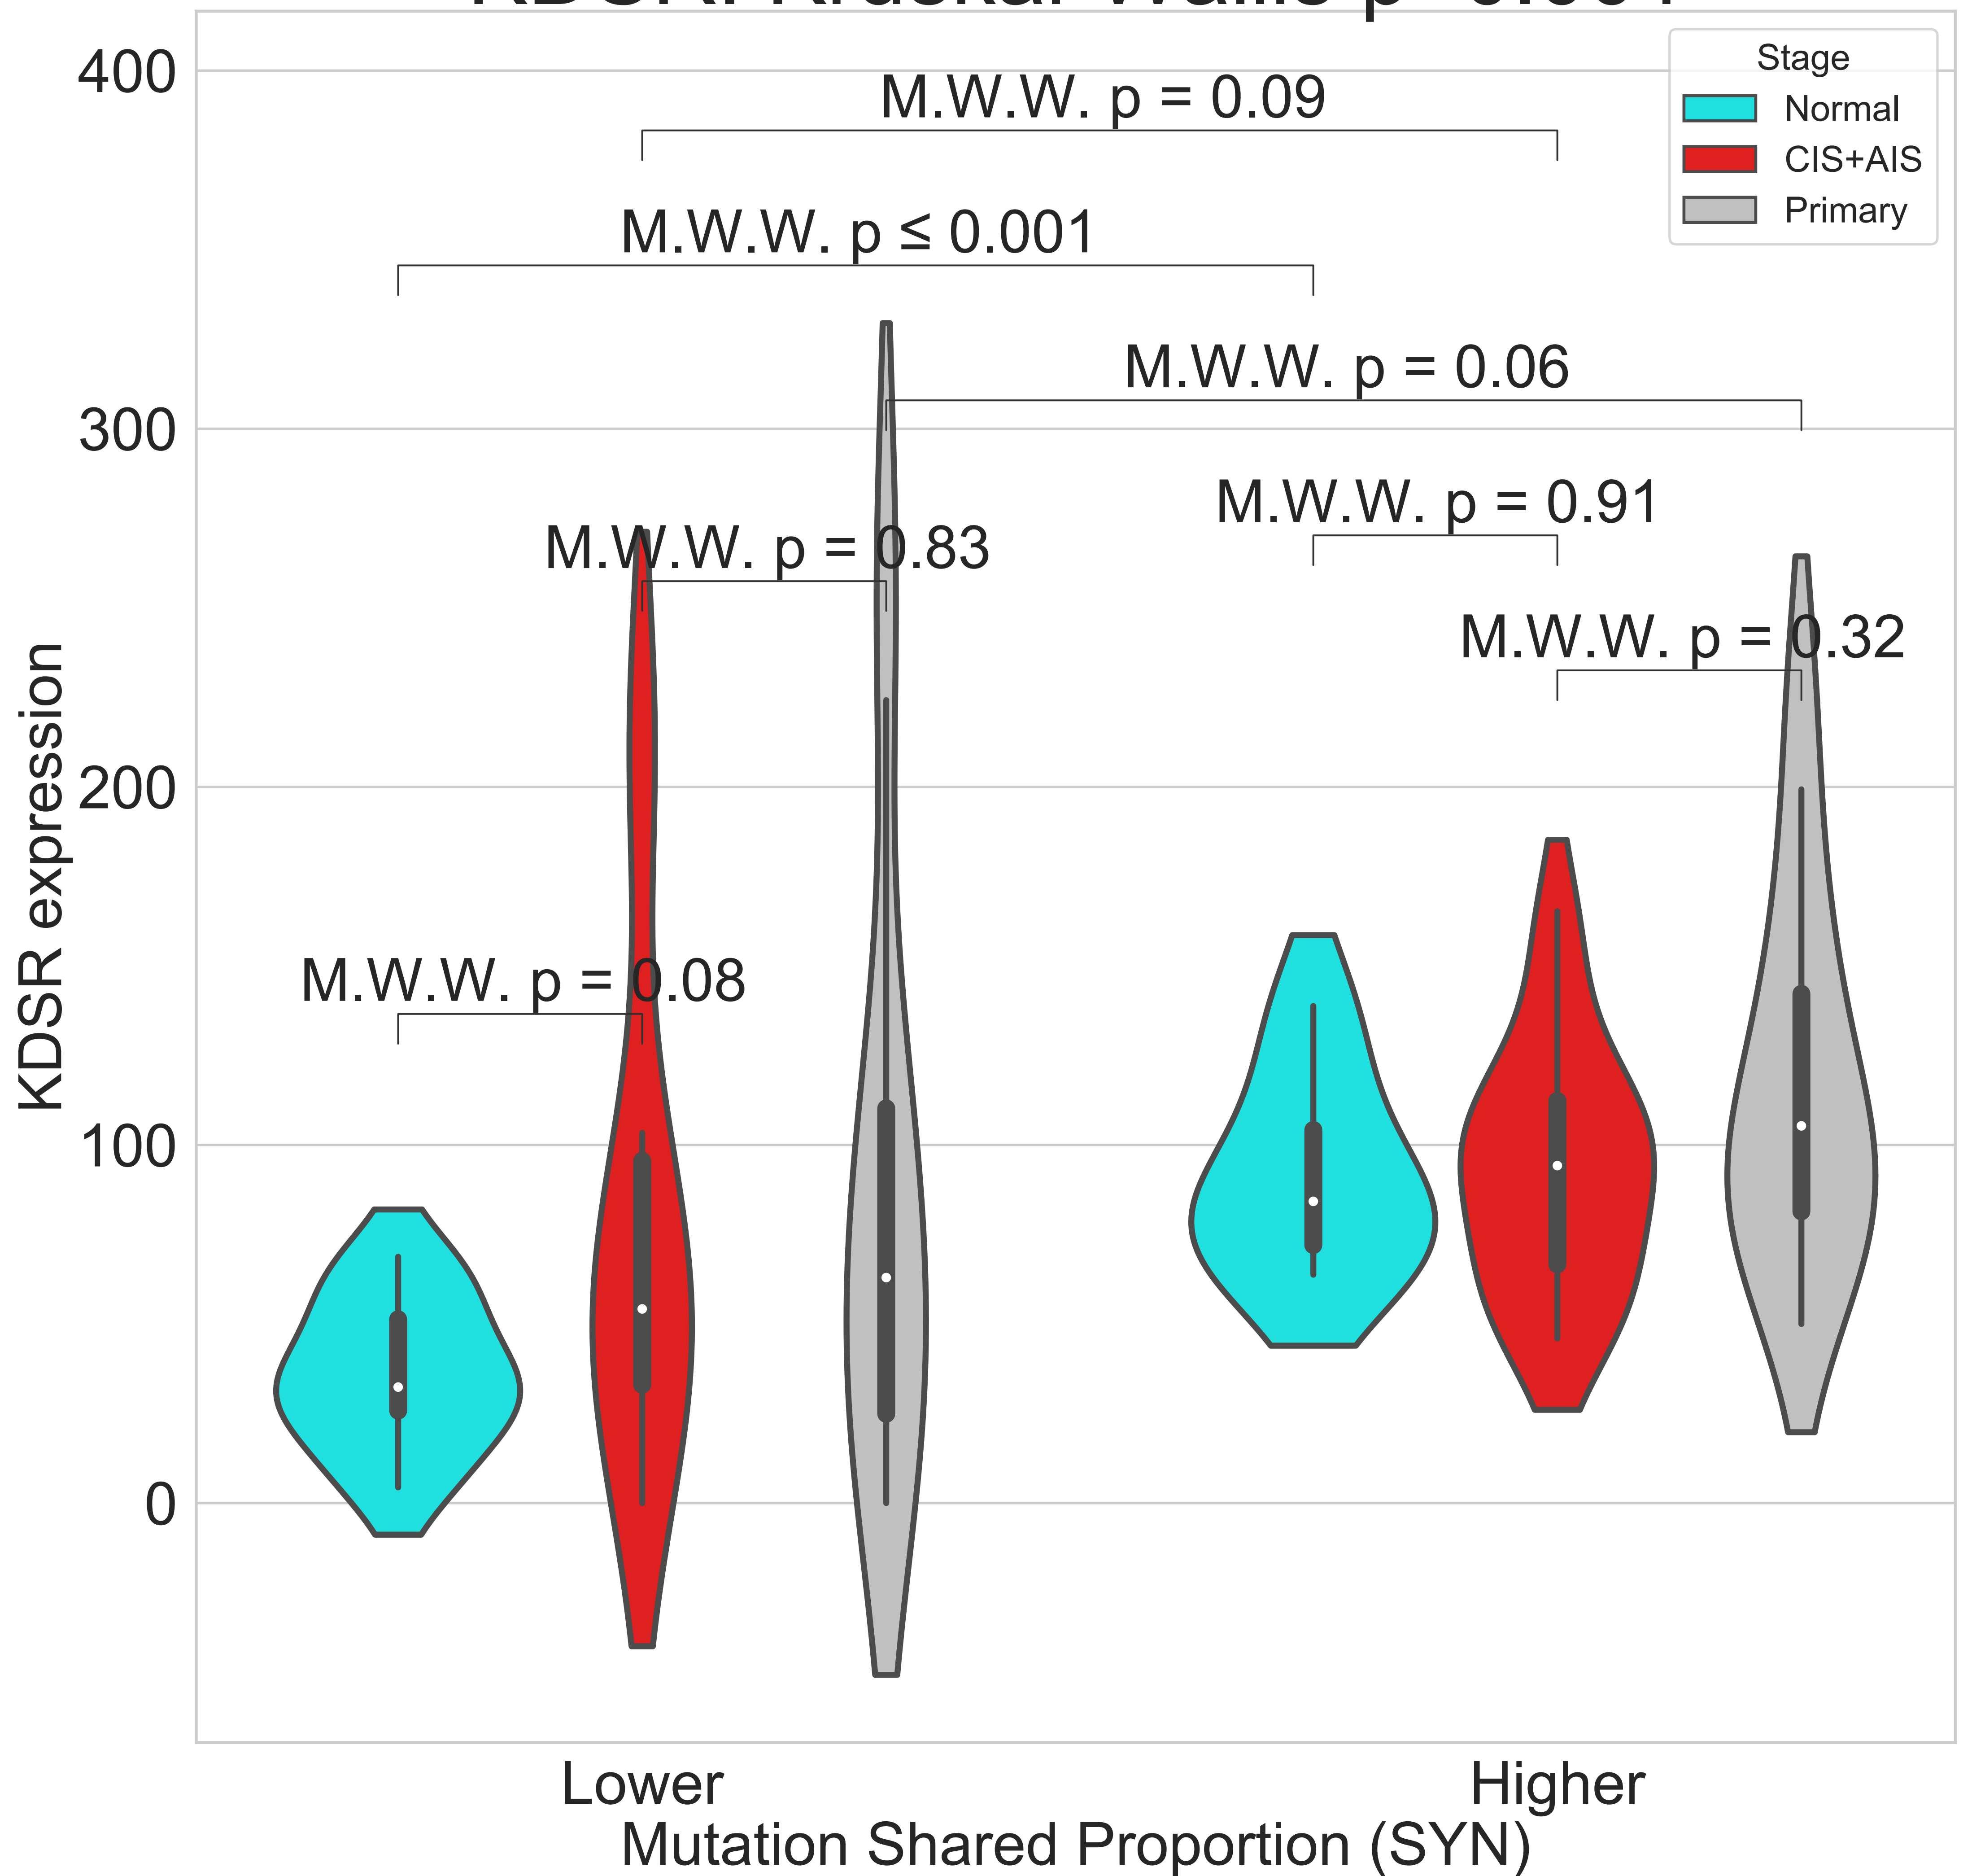 400
300
200
100
0
KDSR expression
M.W.W. p = 0.09
M.W.W. p ≤ 0.001
M.W.W. p = 0.06
M.W.W. p = 0.91
M.W.W. p = 0.83
M.W.W. p = 0.32
M.W.W. p = 0.08
Stage
Normal
CIS+AIS
Primary
Lower
Higher
Mutation Shared Proportion (SYN)